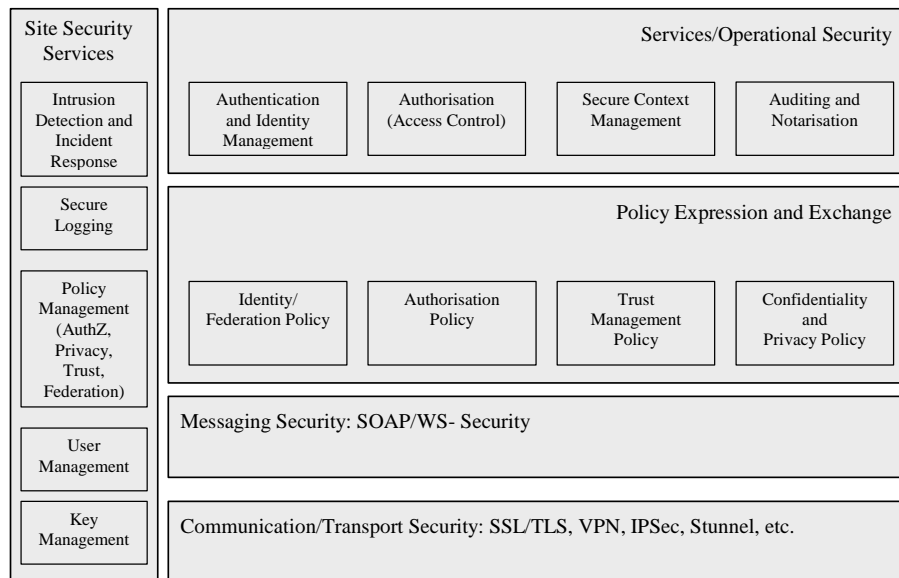 Site Security
Services
Intrusion
Detection and
Incident
Response
Secure
Logging
Policy
Management
(AuthZ,
Privacy,
Trust,
Federation)
User
Management
Key
Management
Services/Operational Security
Authentication
and Identity
Management
Authorisation
(Access Control)
Secure Context
Management
Auditing and
Notarisation
Policy Expression and Exchange
Identity/
Federation Policy
Authorisation
Policy
Trust
Management
Policy
Confidentiality
and
Privacy Policy
Messaging Security: SOAP/WS- Security
Communication/Transport Security: SSL/TLS, VPN, IPSec, Stunnel, etc.